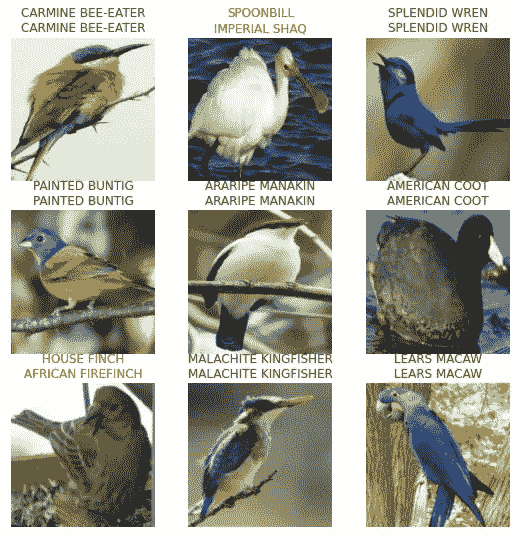 CARMINE BEE-EATER
CARMINE BEE-EATER
SPOONBILL
IMPERIAL SHAQ
SPLENDID WREN
SPLENDID WREN
PAINTED BUNTIG
PAINTED BUNTIG
ARARIPE MANAKIN
ARARIPE MANAKIN
AMERICAN COOT
AMERICAN COOT
HOUSE FINCH
AFRICAN FIREFINCH
MALACHITE KINGFISHER
MALACHITE KINGFISHER
LEARS MACAW
LEARS MACAW